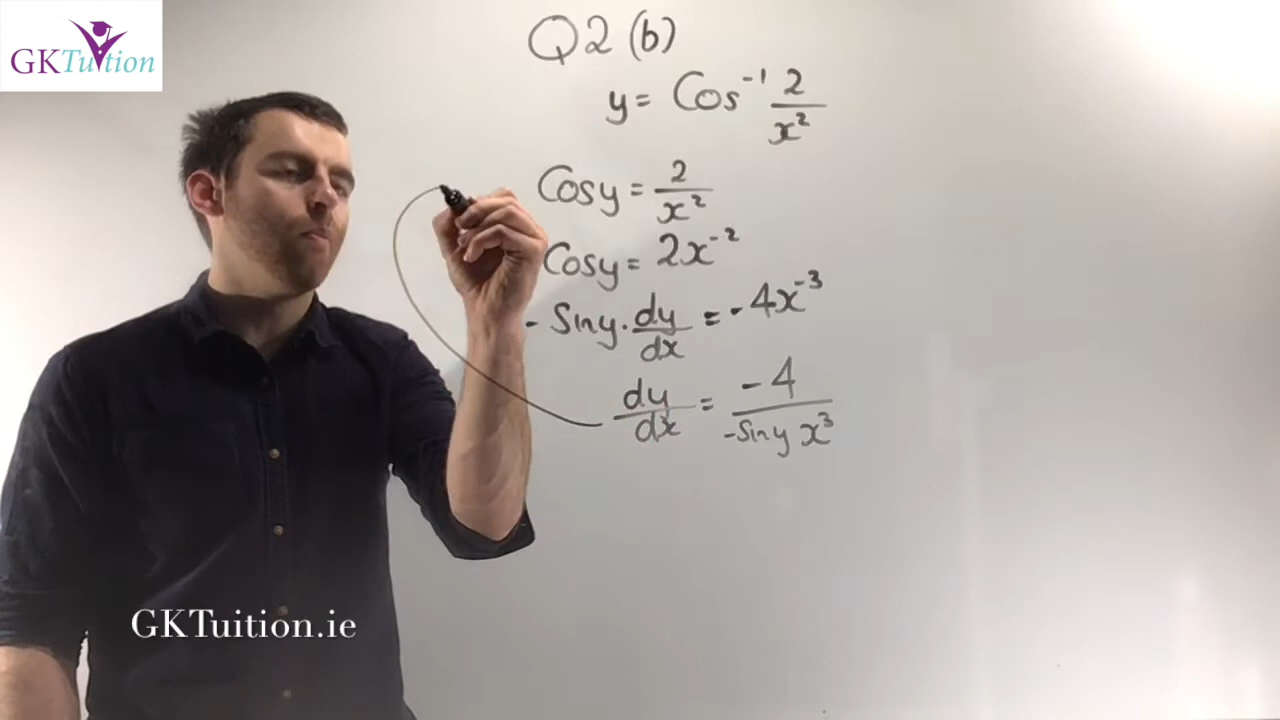 GKTuition
Q2 (b)
y = Cos⁻¹ 2/x²
Cosy = 2/x²
Cosy = 2x⁻²
- Siny . dy/dx = - 4x⁻³
dy/dx = -4/-Siny x³
GKTuition.ie